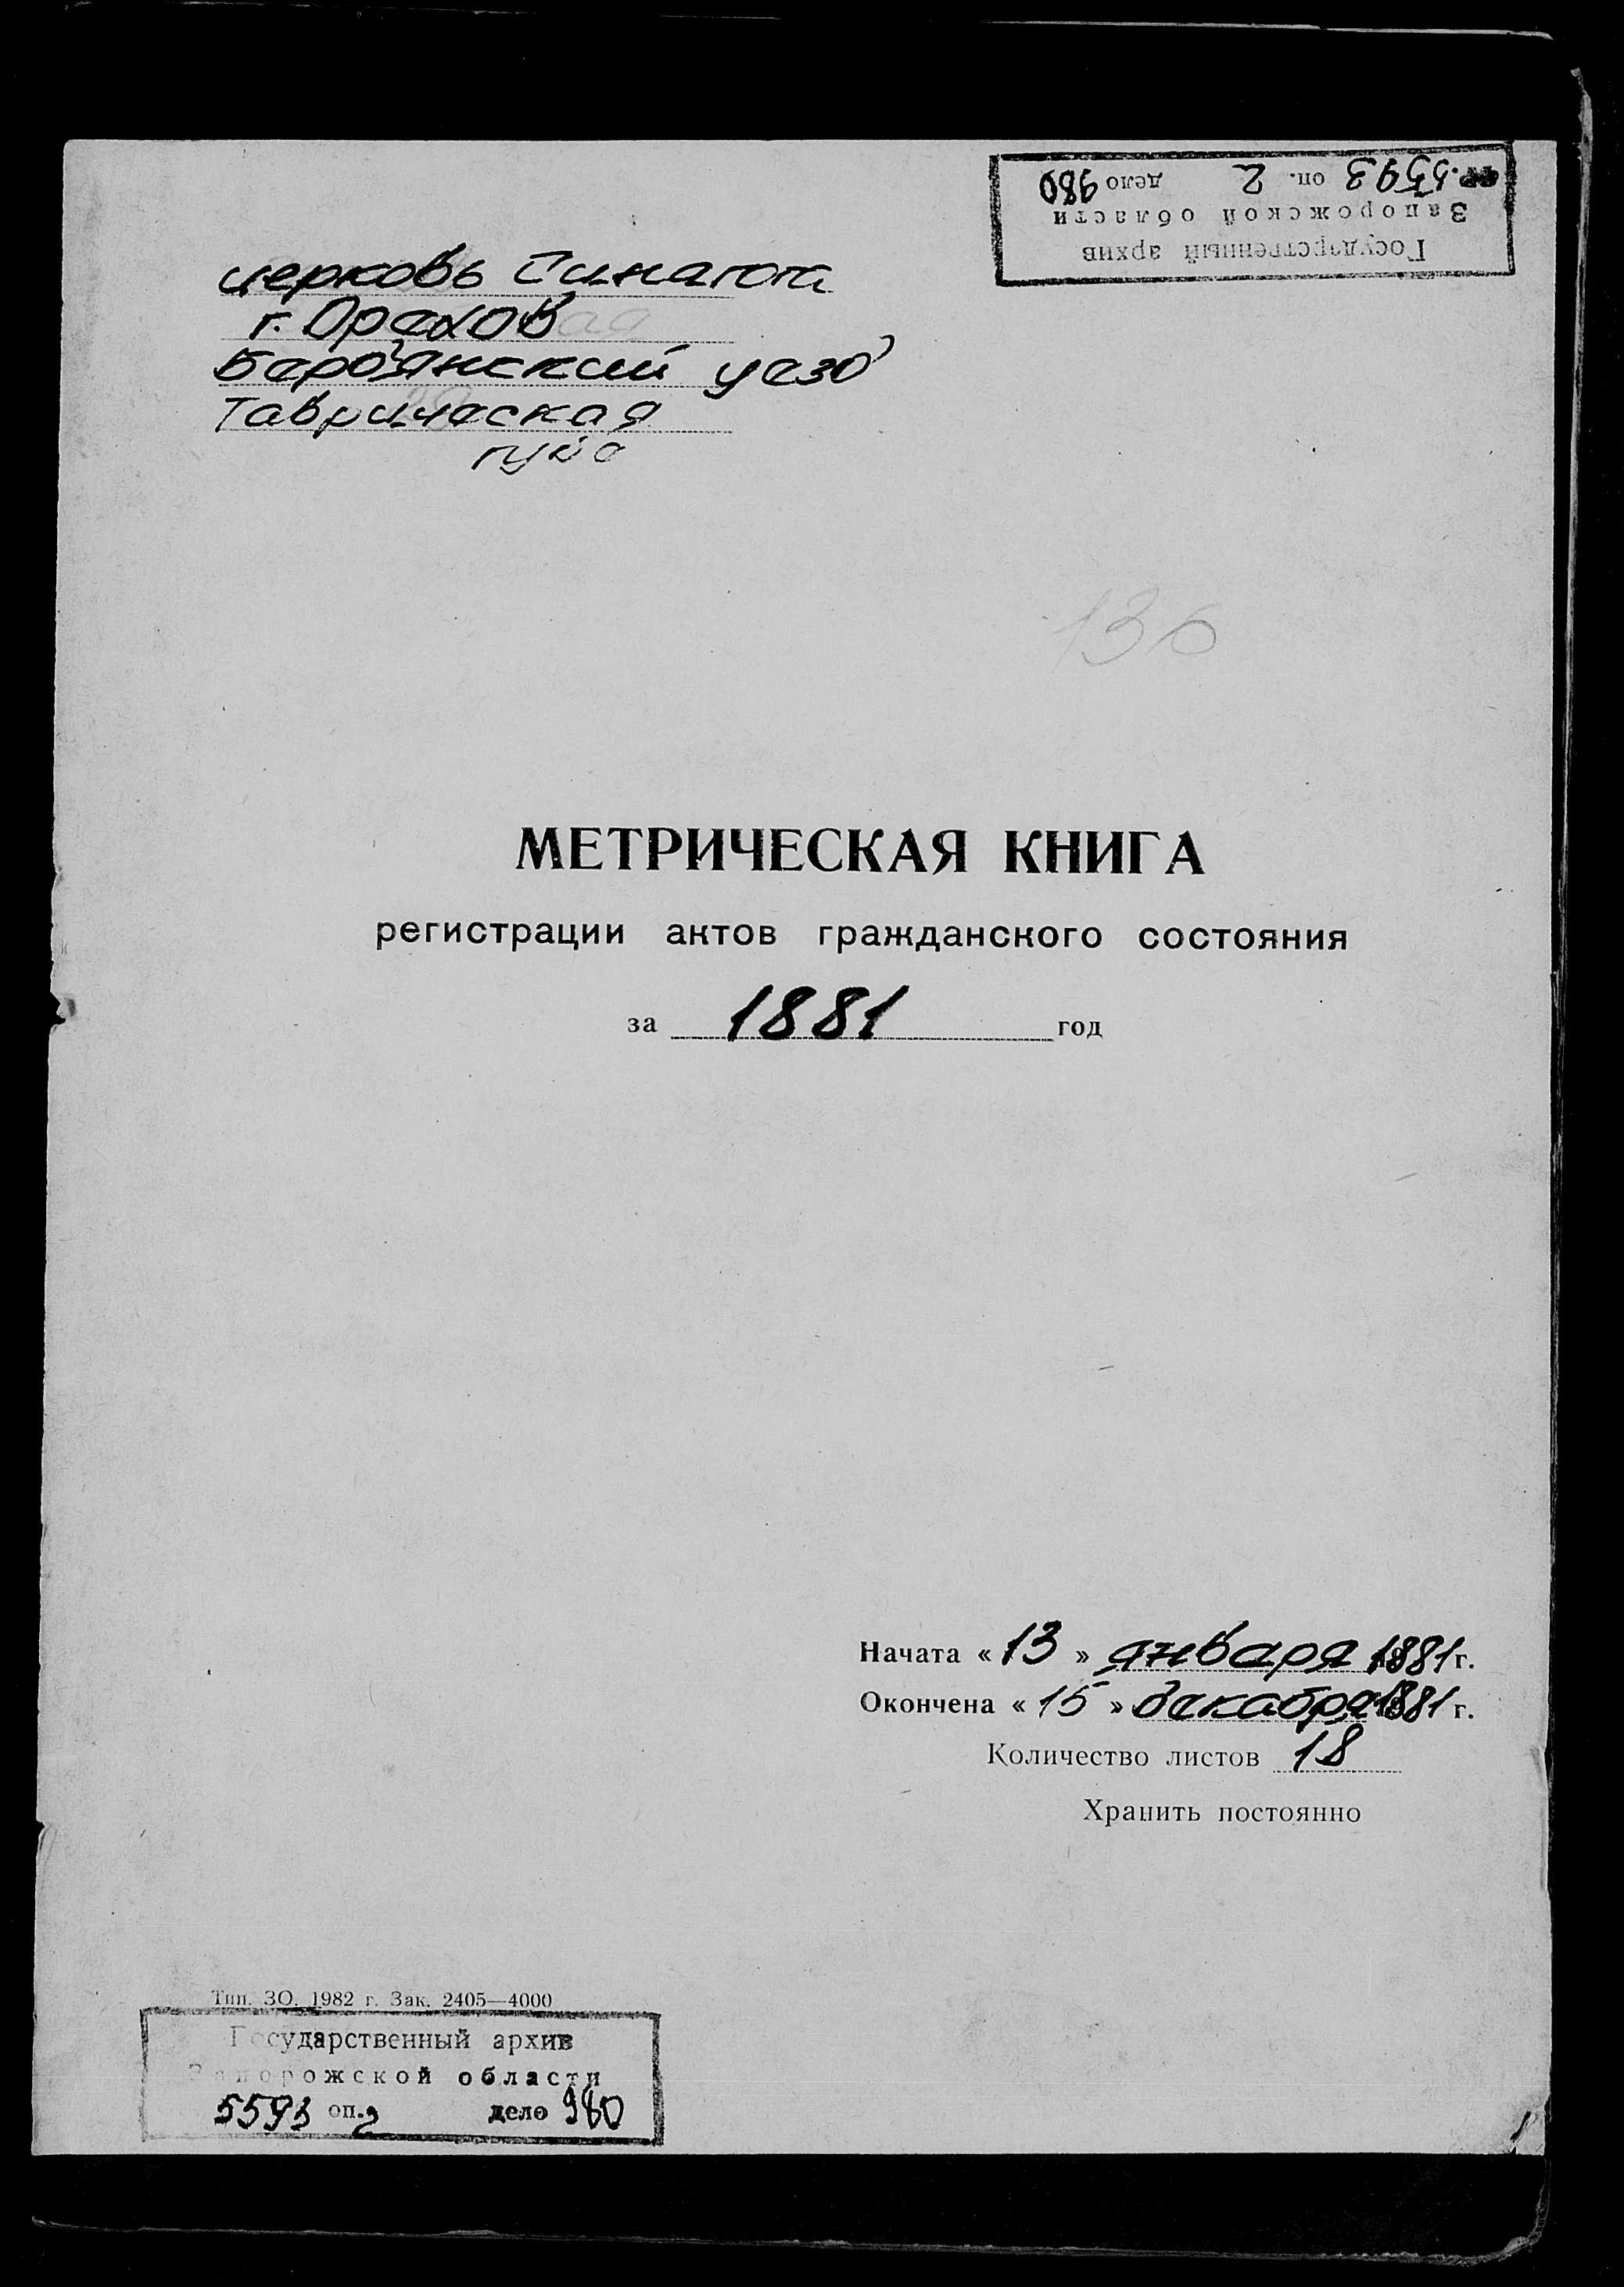 Государственный архив
Запорожской области
5593 оп. 2 дело 980
церковь Синагога
г. Орехов
Бердянский уезд
Таврическая
губ
136
МЕТРИЧЕСКАЯ КНИГА
регистрации актов гражданского состояния
за 1881 год
Начата « 13 » января 1881 г.
Окончена « 15 » декабря 1881 г.
Количество листов 18
Хранить постоянно
Тип. ЗО. 1982 г. Зак. 2405—4000
Государственный архив
Запорожской области
5593 оп. 2 дело 980